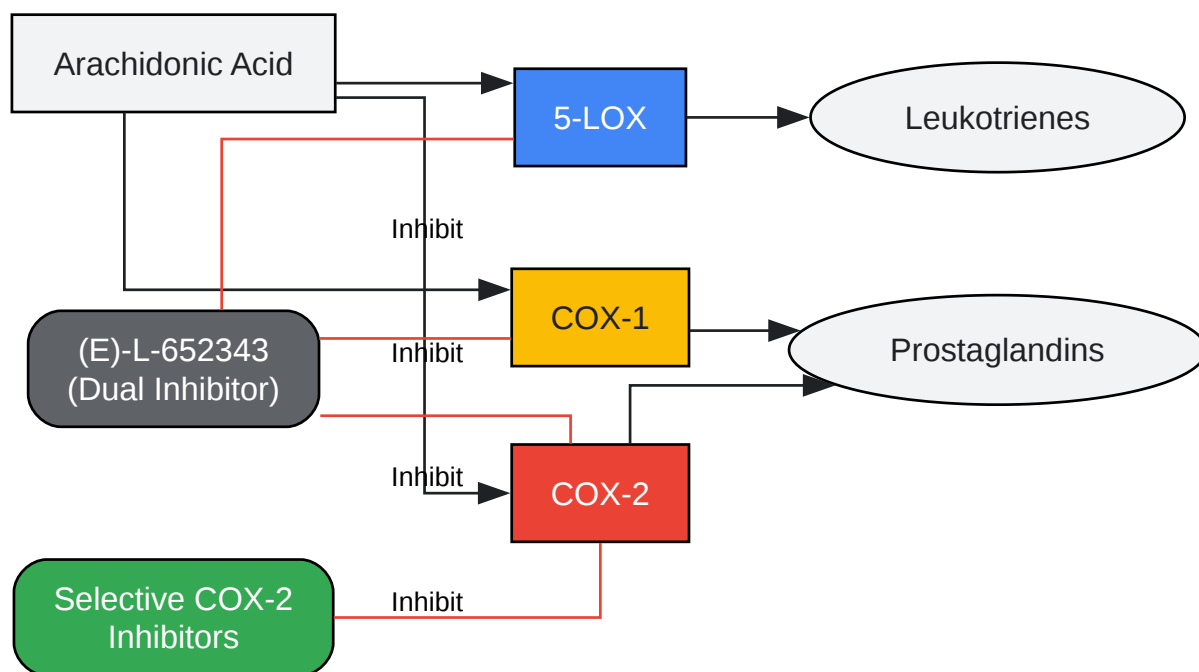 Arachidonic Acid
5-LOX
Leukotrienes
Inhibit
COX-1
Prostaglandins
(E)-L-652343
(Dual Inhibitor)
Inhibit
Inhibit
COX-2
Selective COX-2
Inhibitors
Inhibit